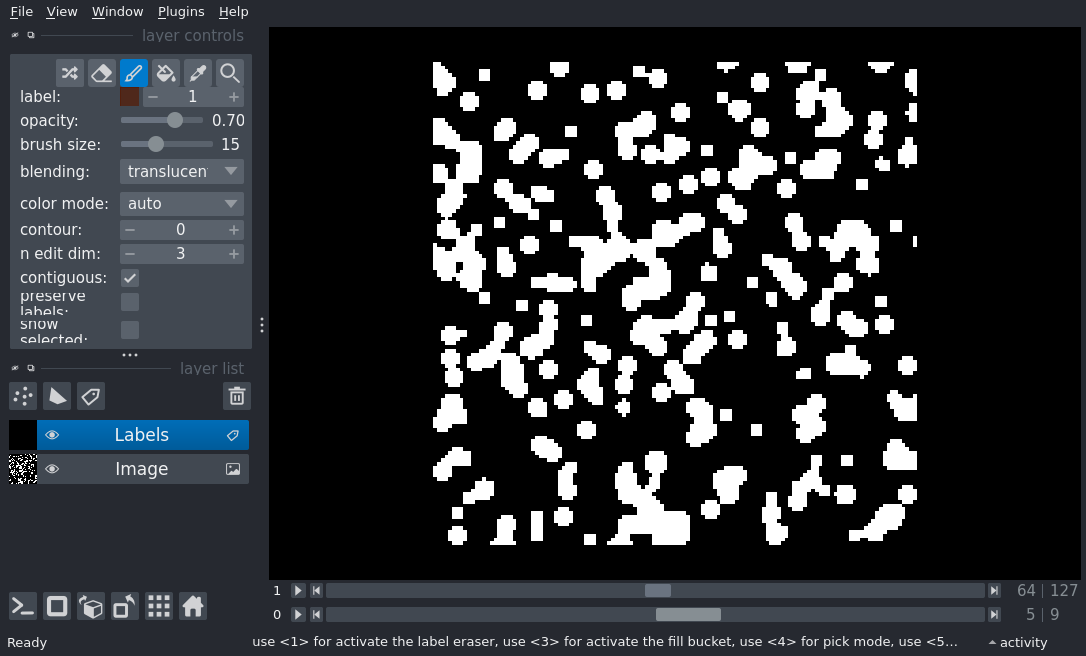 File View Window Plugins Help
layer controls
label: 1
opacity: 0.70
brush size: 15
blending: translucen
color mode: auto
contour: 0
n edit dim: 3
contiguous:
preserve
labels:
show
selected:
layer list
Labels
Image
1 64 | 127
0 5 | 9
Ready use <1> for activate the label eraser, use <3> for activate the fill bucket, use <4> for pick mode, use <5... activity